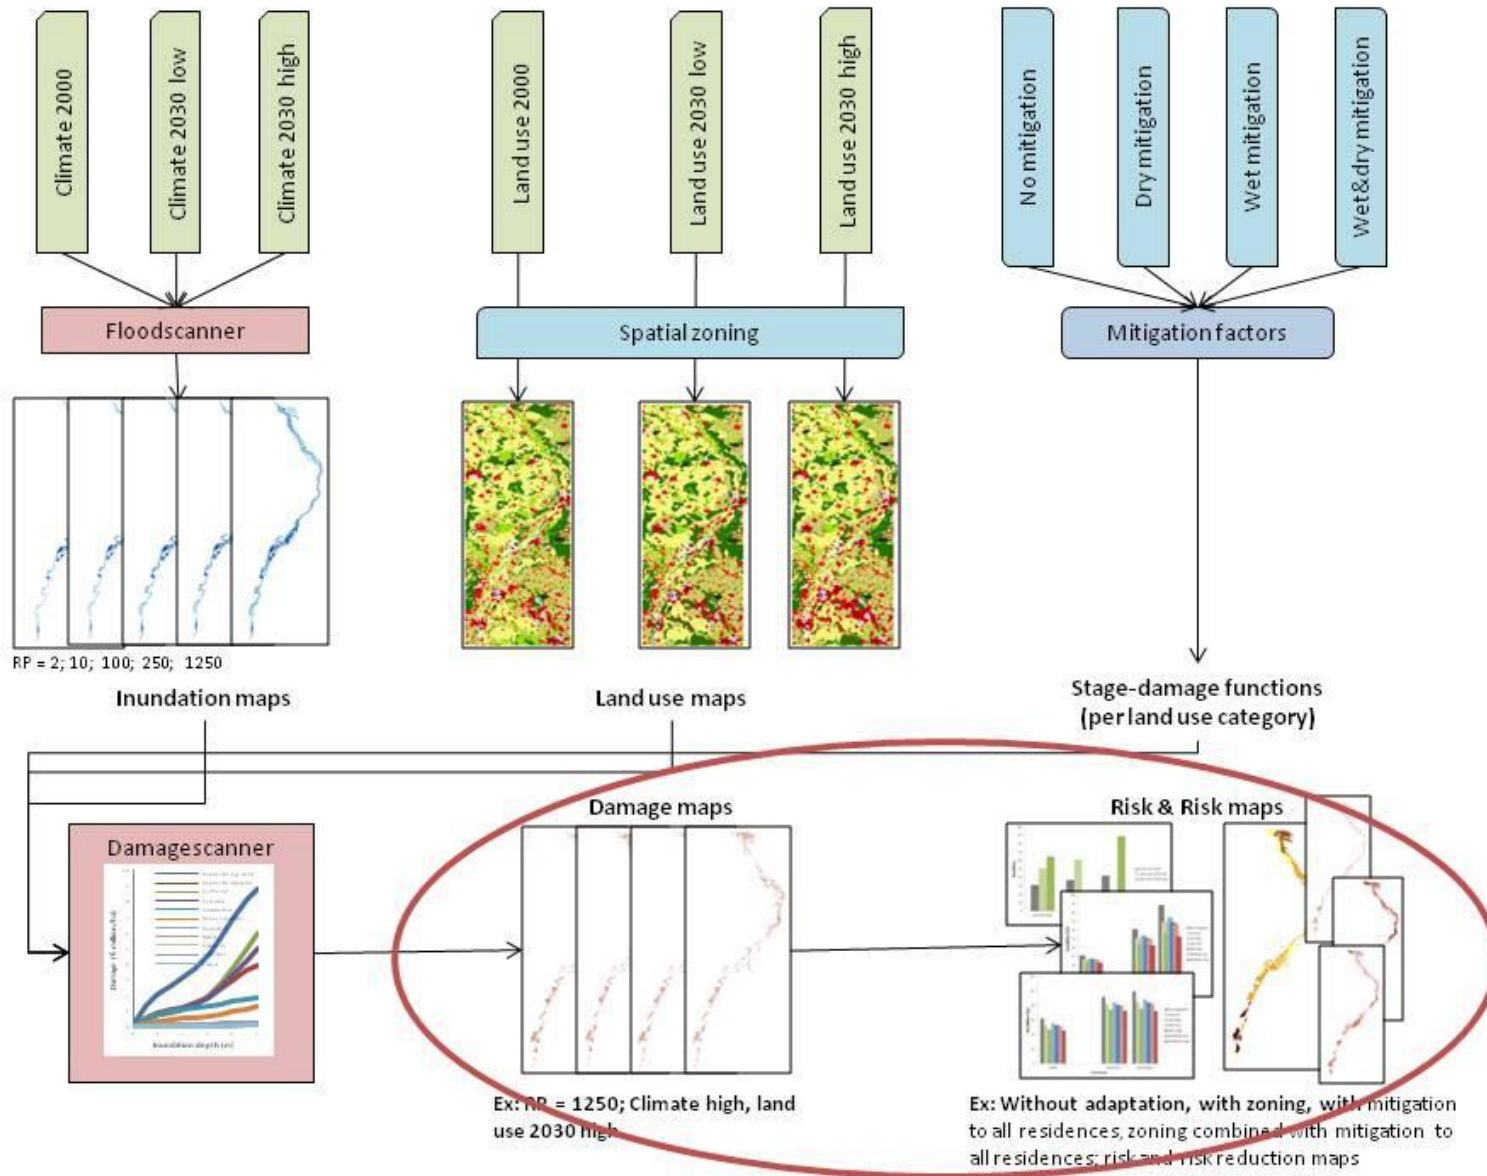 Climate 2000
Climate 2030 low
Climate 2030 high
Land use 2000
Land use 2030 low
Land use 2030 high
No mitigation
Dry mitigation
Wet mitigation
Wet&dry mitigation
Floodscanner
Spatial zoning
Mitigation factors
RP = 2; 10; 100; 250; 1250
Inundation maps
Land use maps
Stage-damage functions
(per land use category)
Damagescanner
Inundation depth (m)
Damage maps
Risk & Risk maps
Ex: RP = 1250; Climate high, land
use 2030 high
Ex: Without adaptation, with zoning, with mitigation
to all residences, zoning combined with mitigation to
all residences; risk and risk reduction maps